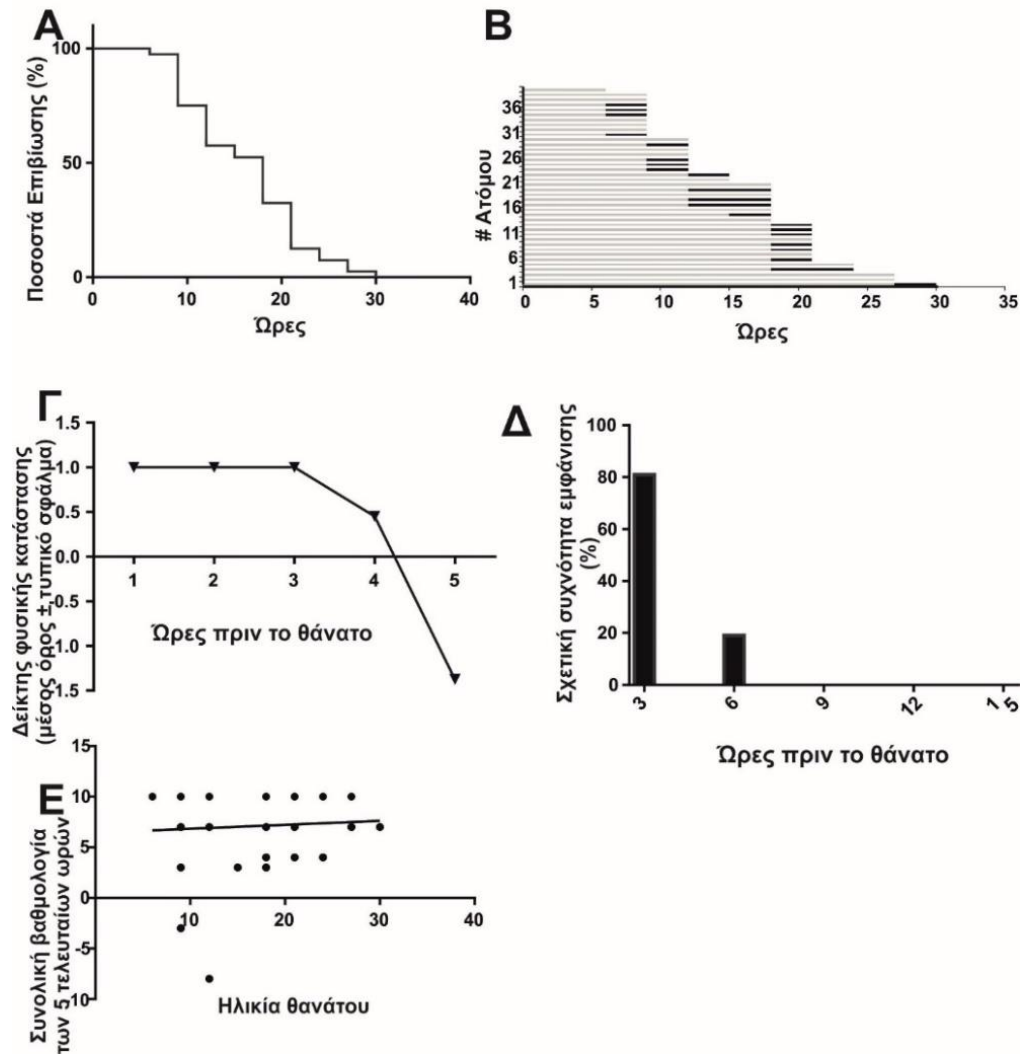 Α
Ποσοστά Επιβίωσης (%)
100
50
0
0 10 20 30 40
Ώρες
Β
# Ατόμου
36
31
26
21
16
11
6
1
0 5 10 15 20 25 30 35
Ώρες
Γ
Δείκτης φυσικής κατάστασης
(μέσος όρος ± τυπικό σφάλμα)
1.5
1.0
0.5
0.0
-0.5
-1.0
-1.5
1 2 3 4 5
Ώρες πριν το θάνατο
Δ
Σχετική συχνότητα εμφάνισης
(%)
100
80
60
40
20
0
3 6 9 12 1 5
Ώρες πριν το θάνατο
Ε
Συνολική βαθμολογία
των 5 τελευταίων ωρών
15
10
5
0
-5
10
10 20 30 40
Ηλικία θανάτου